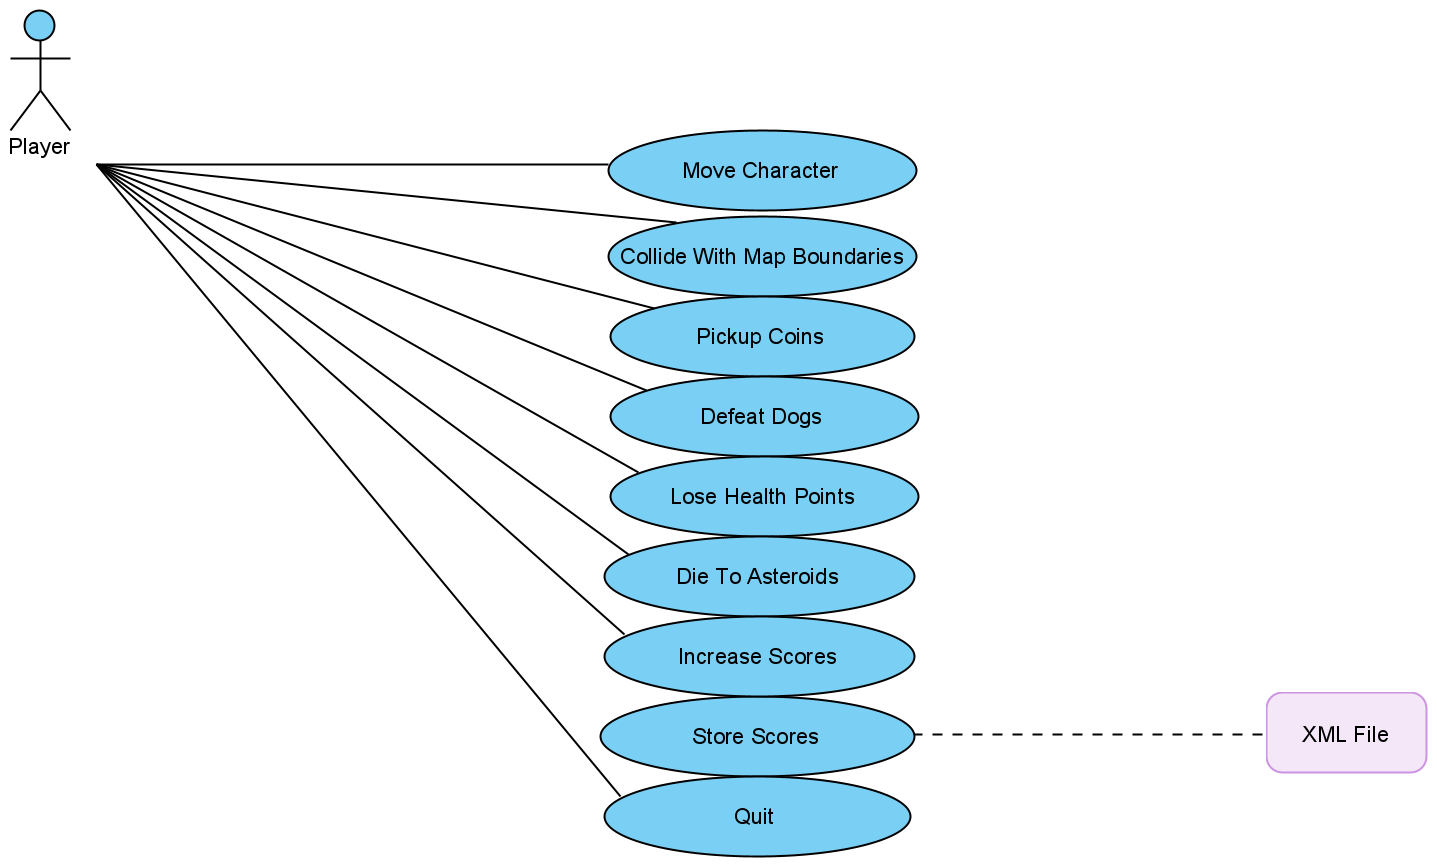 Player
Move Character
Collide With Map Boundaries
Pickup Coins
Defeat Dogs
Lose Health Points
Die To Asteroids
Increase Scores
Store Scores
XML File
Quit